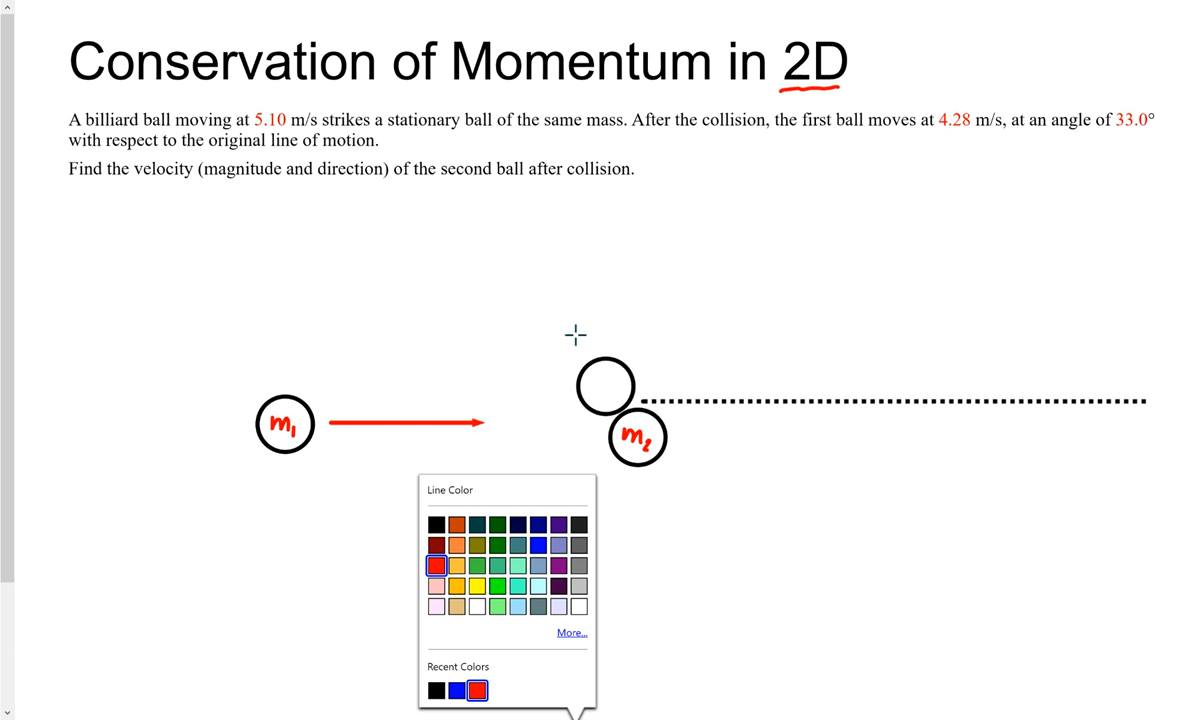 Conservation of Momentum in 2D
A billiard ball moving at 5.10 m/s strikes a stationary ball of the same mass. After the collision, the first ball moves at 4.28 m/s, at an angle of 33.0°
with respect to the original line of motion.
Find the velocity (magnitude and direction) of the second ball after collision.
m₁
m₂
Line Color
More...
Recent Colors